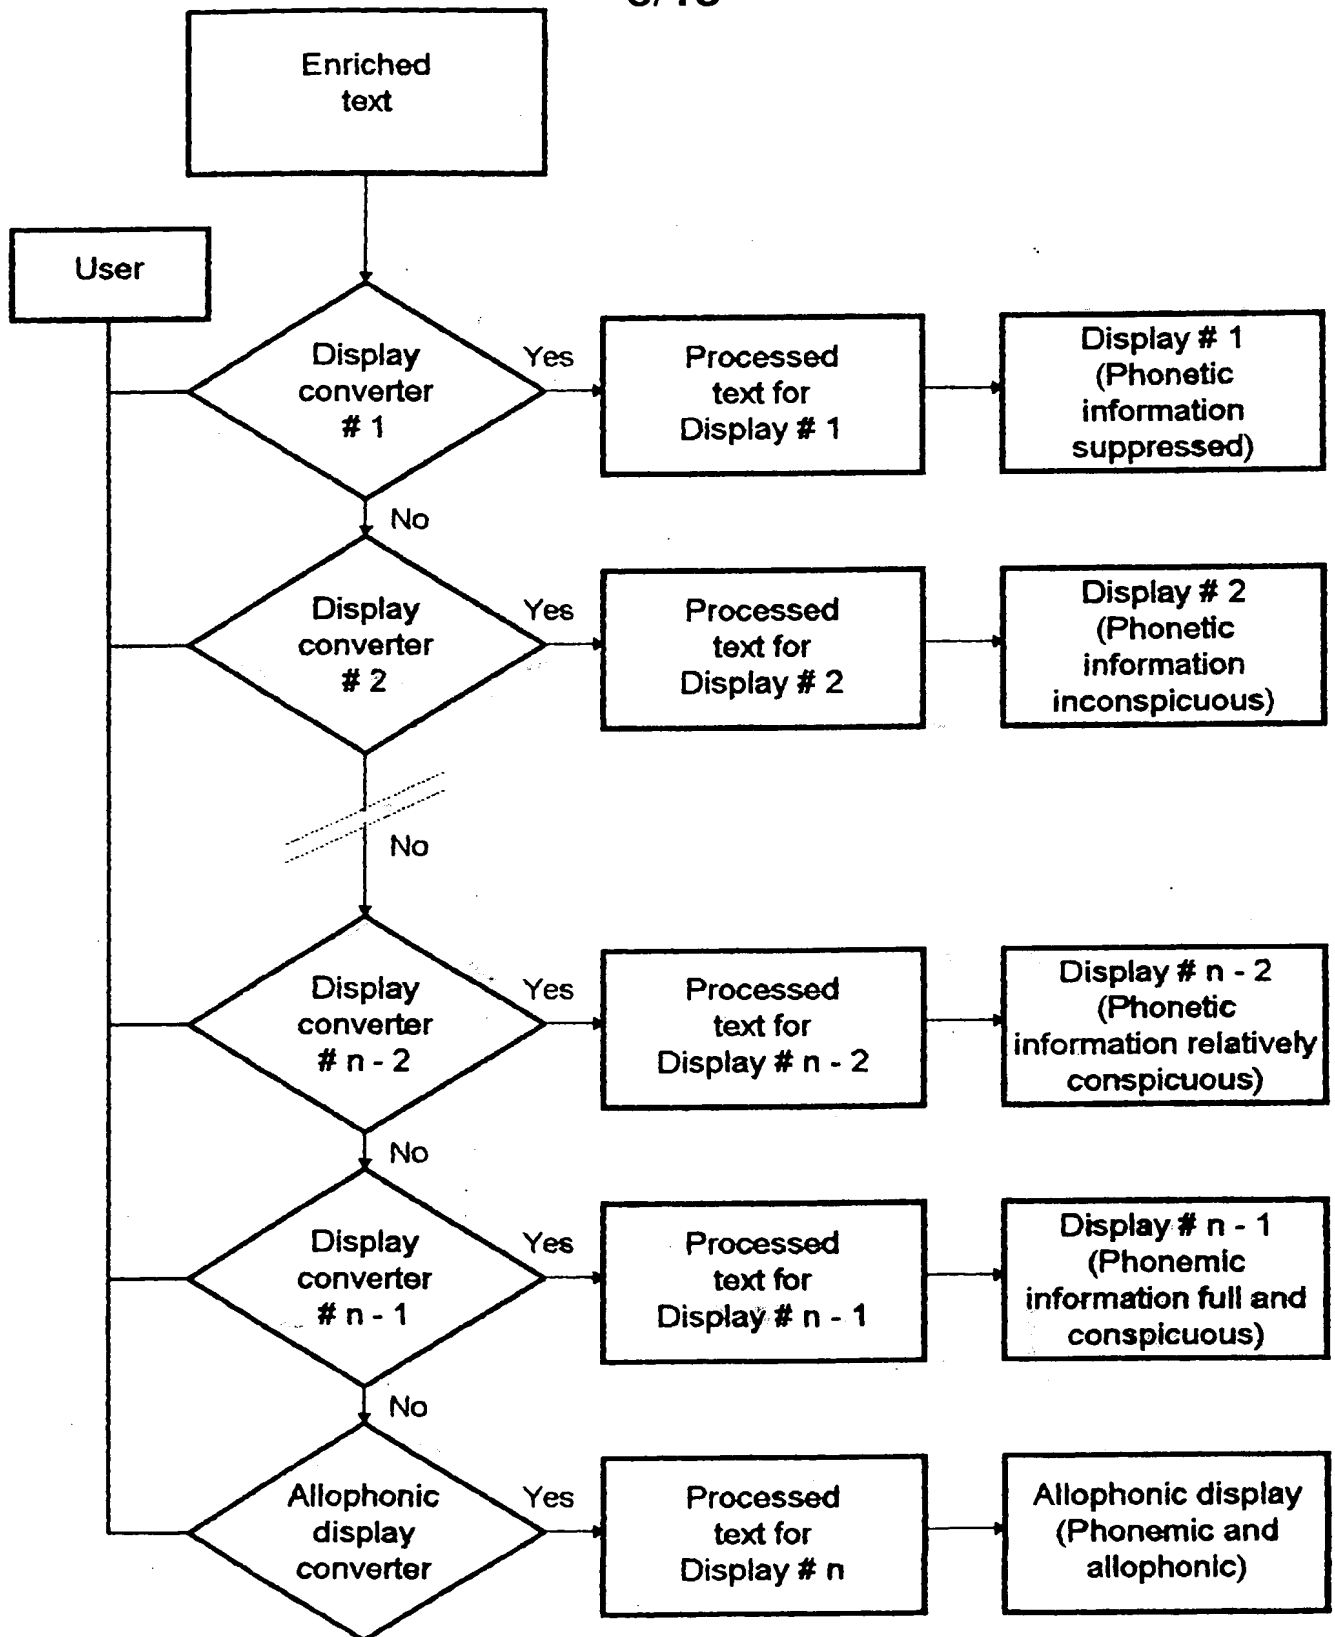 Enriched
text
User
Display
converter
# 1
Yes
Processed
text for
Display # 1
Display # 1
(Phonetic
information
suppressed)
No
Display
converter
# 2
Yes
Processed
text for
Display # 2
Display # 2
(Phonetic
information
inconspicuous)
No
Display
converter
# n - 2
Yes
Processed
text for
Display # n - 2
Display # n - 2
(Phonetic
information relatively
conspicuous)
No
Display
converter
# n - 1
Yes
Processed
text for
Display # n - 1
Display # n - 1
(Phonemic
information full and
conspicuous)
No
Allophonic
display
converter
Yes
Processed
text for
Display # n
Allophonic display
(Phonemic and
allophonic)